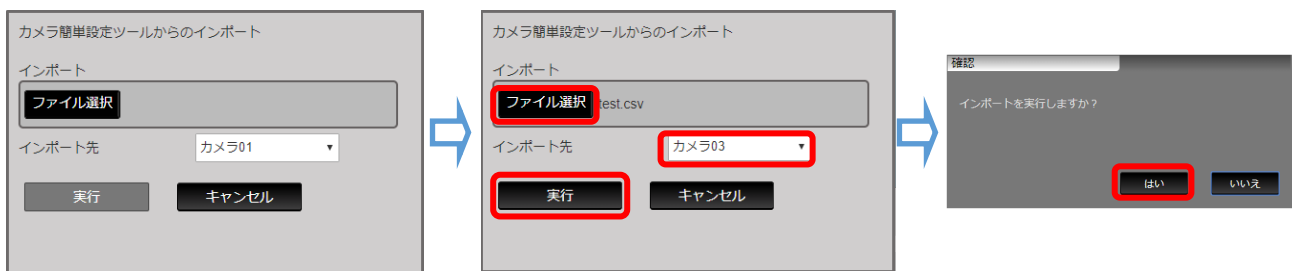 カメラ簡単設定ツールからのインポート
インポート
ファイル選択
インポート先 カメラ01
実行 キャンセル
カメラ簡単設定ツールからのインポート
インポート
ファイル選択 test.csv
インポート先 カメラ03
実行 キャンセル
確認
インポートを実行しますか？
はい いいえ